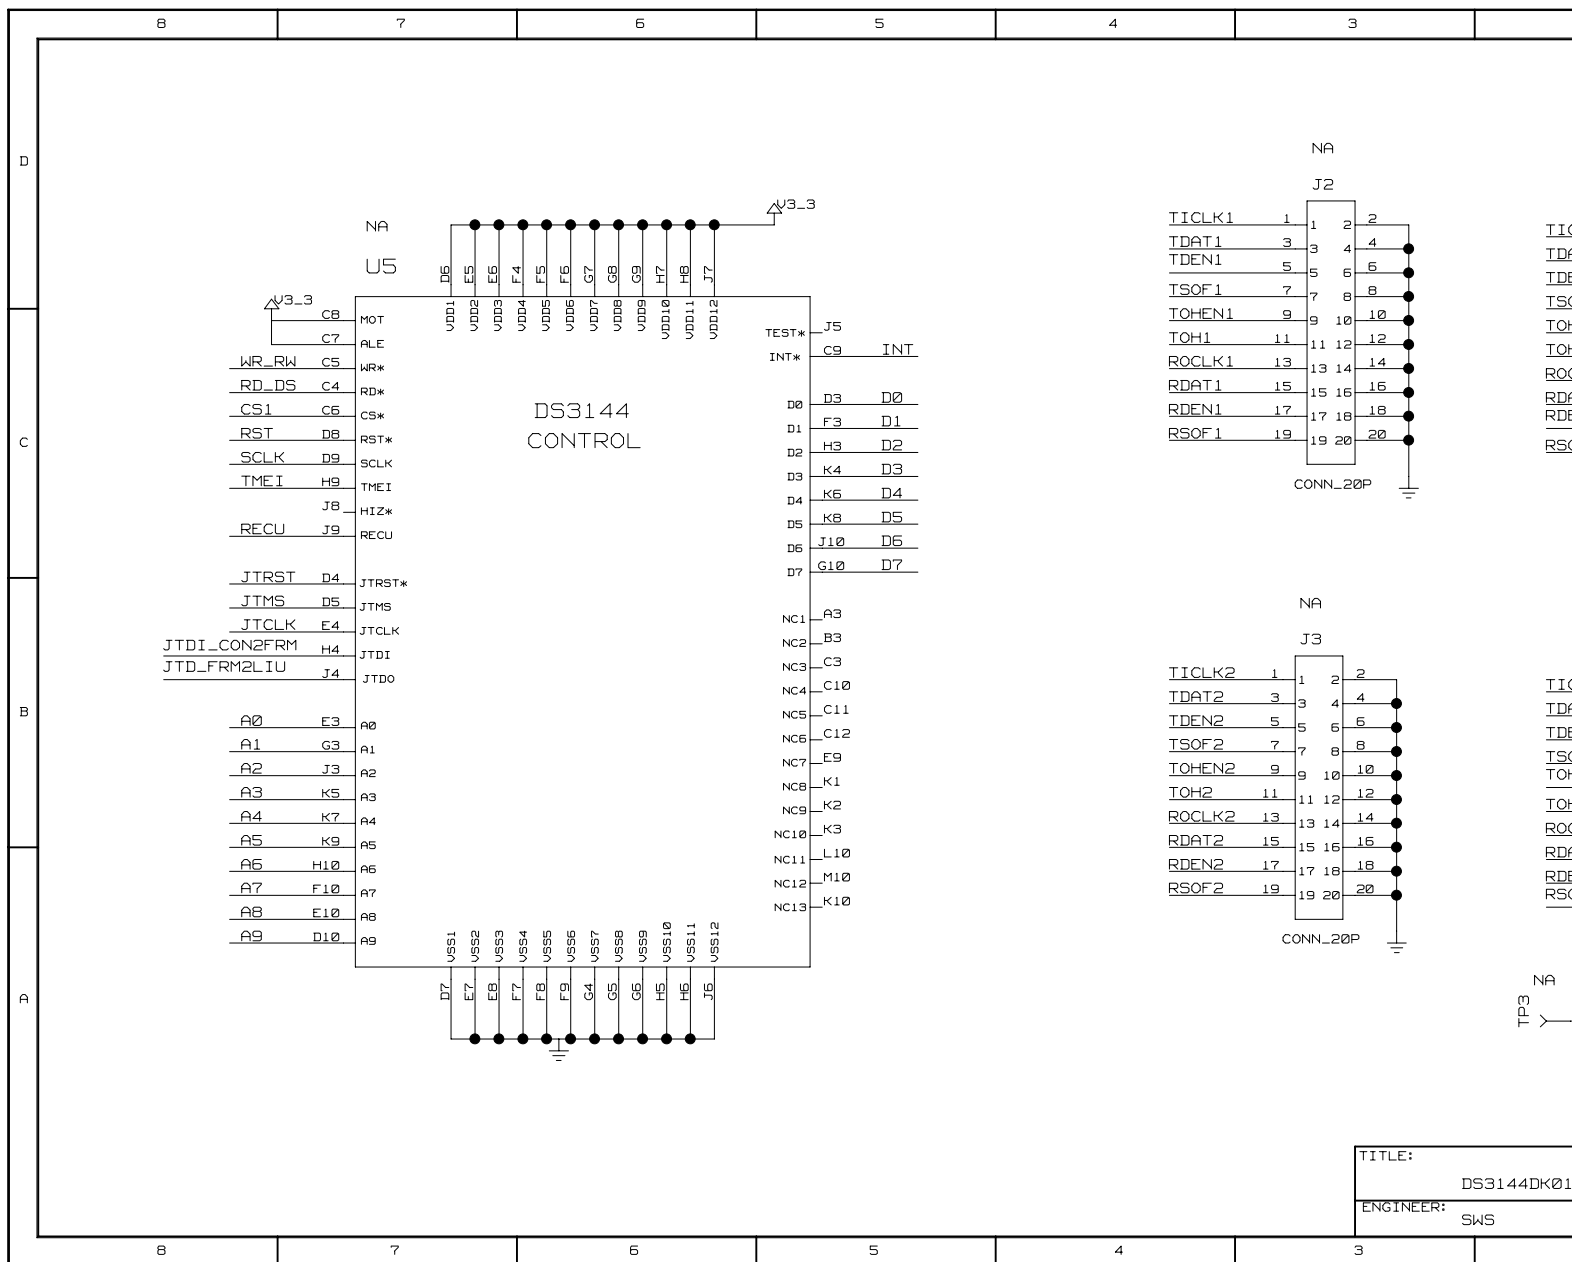 8 7 6 5 4 3
D
C
B
A
NA
U5
V3_3
D6 E5 E6 F4 F5 F6 G7 G8 G9 H7 H8 J7
VDD1 VDD2 VDD3 VDD4 VDD5 VDD6 VDD7 VDD8 VDD9 VDD10 VDD11 VDD12
V3_3
C8 MOT
C7 ALE
WR_RW C5 WR*
RD_DS C4 RD*
CS1 C6 CS*
RST D8 RST*
SCLK D9 SCLK
TMEI H9 TMEI
J8 HIZ*
RECU J9 RECU
JTRST D4 JTRST*
JTMS D5 JTMS
JTCLK E4 JTCLK
JTDI_CON2FRM H4 JTDI
JTD_FRM2LIU J4 JTDO
A0 E3 A0
A1 G3 A1
A2 J3 A2
A3 K5 A3
A4 K7 A4
A5 K9 A5
A6 H10 A6
A7 F10 A7
A8 E10 A8
A9 D10 A9
DS3144
CONTROL
TEST* J5
INT* C9 INT
D0 D3 D0
D1 F3 D1
D2 H3 D2
D3 K4 D3
D4 K6 D4
D5 K8 D5
D6 J10 D6
D7 G10 D7
NC1 A3
NC2 B3
NC3 C3
NC4 C10
NC5 C11
NC6 C12
NC7 E9
NC8 K1
NC9 K2
NC10 K3
NC11 L10
NC12 M10
NC13 K10
VSS1 VSS2 VSS3 VSS4 VSS5 VSS6 VSS7 VSS8 VSS9 VSS10 VSS11 VSS12
D7 E7 E8 F7 F8 F9 G4 G5 G6 H5 H6 J6
NA
J2
TICLK1 1 1 2 2
TDAT1 3 3 4 4
TDEN1 5 5 6 6
TSOF1 7 7 8 8
TOHEN1 9 9 10 10
TOH1 11 11 12 12
ROCLK1 13 13 14 14
RDAT1 15 15 16 16
RDEN1 17 17 18 18
RSOF1 19 19 20 20
CONN_20P
NA
J3
TICLK2 1 1 2 2
TDAT2 3 3 4 4
TDEN2 5 5 6 6
TSOF2 7 7 8 8
TOHEN2 9 9 10 10
TOH2 11 11 12 12
ROCLK2 13 13 14 14
RDAT2 15 15 16 16
RDEN2 17 17 18 18
RSOF2 19 19 20 20
CONN_20P
NA
TP3
TITLE:
DS3144DK01
ENGINEER:
SWS
8 7 6 5 4 3